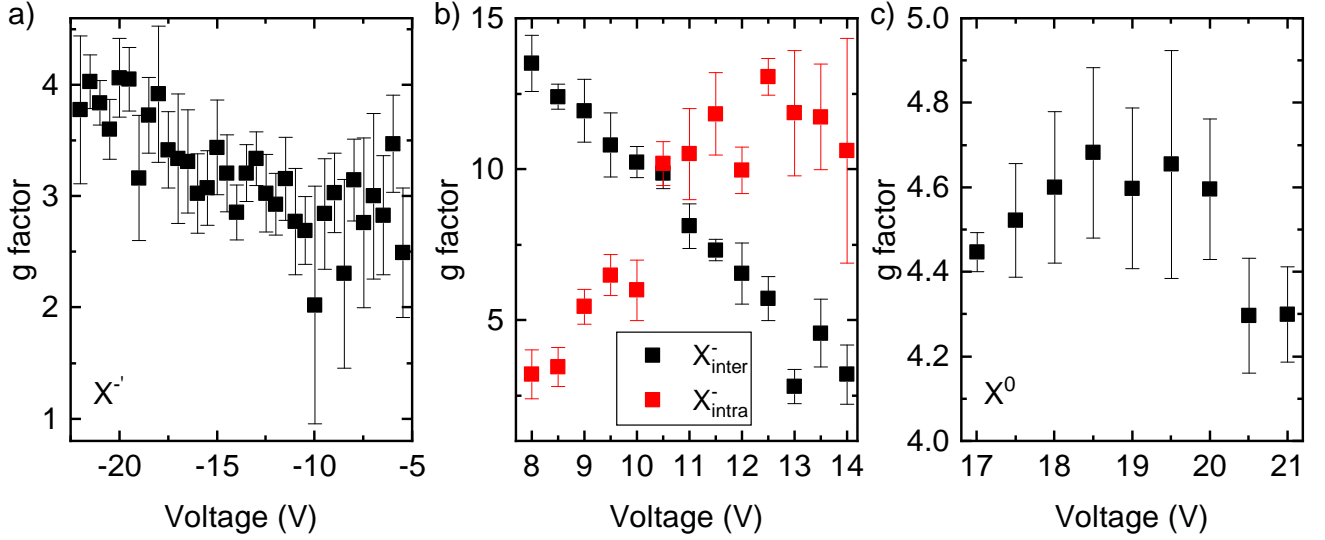 a)
g factor
4
3
2
1
-20 -15 -10 -5
Voltage (V)
X⁻'
b)
g factor
15
10
5
8 9 10 11 12 13 14
Voltage (V)
X⁻inter
X⁻intra
c)
g factor
5.0
4.8
4.6
4.4
4.2
4.0
17 18 19 20 21
Voltage (V)
X⁰